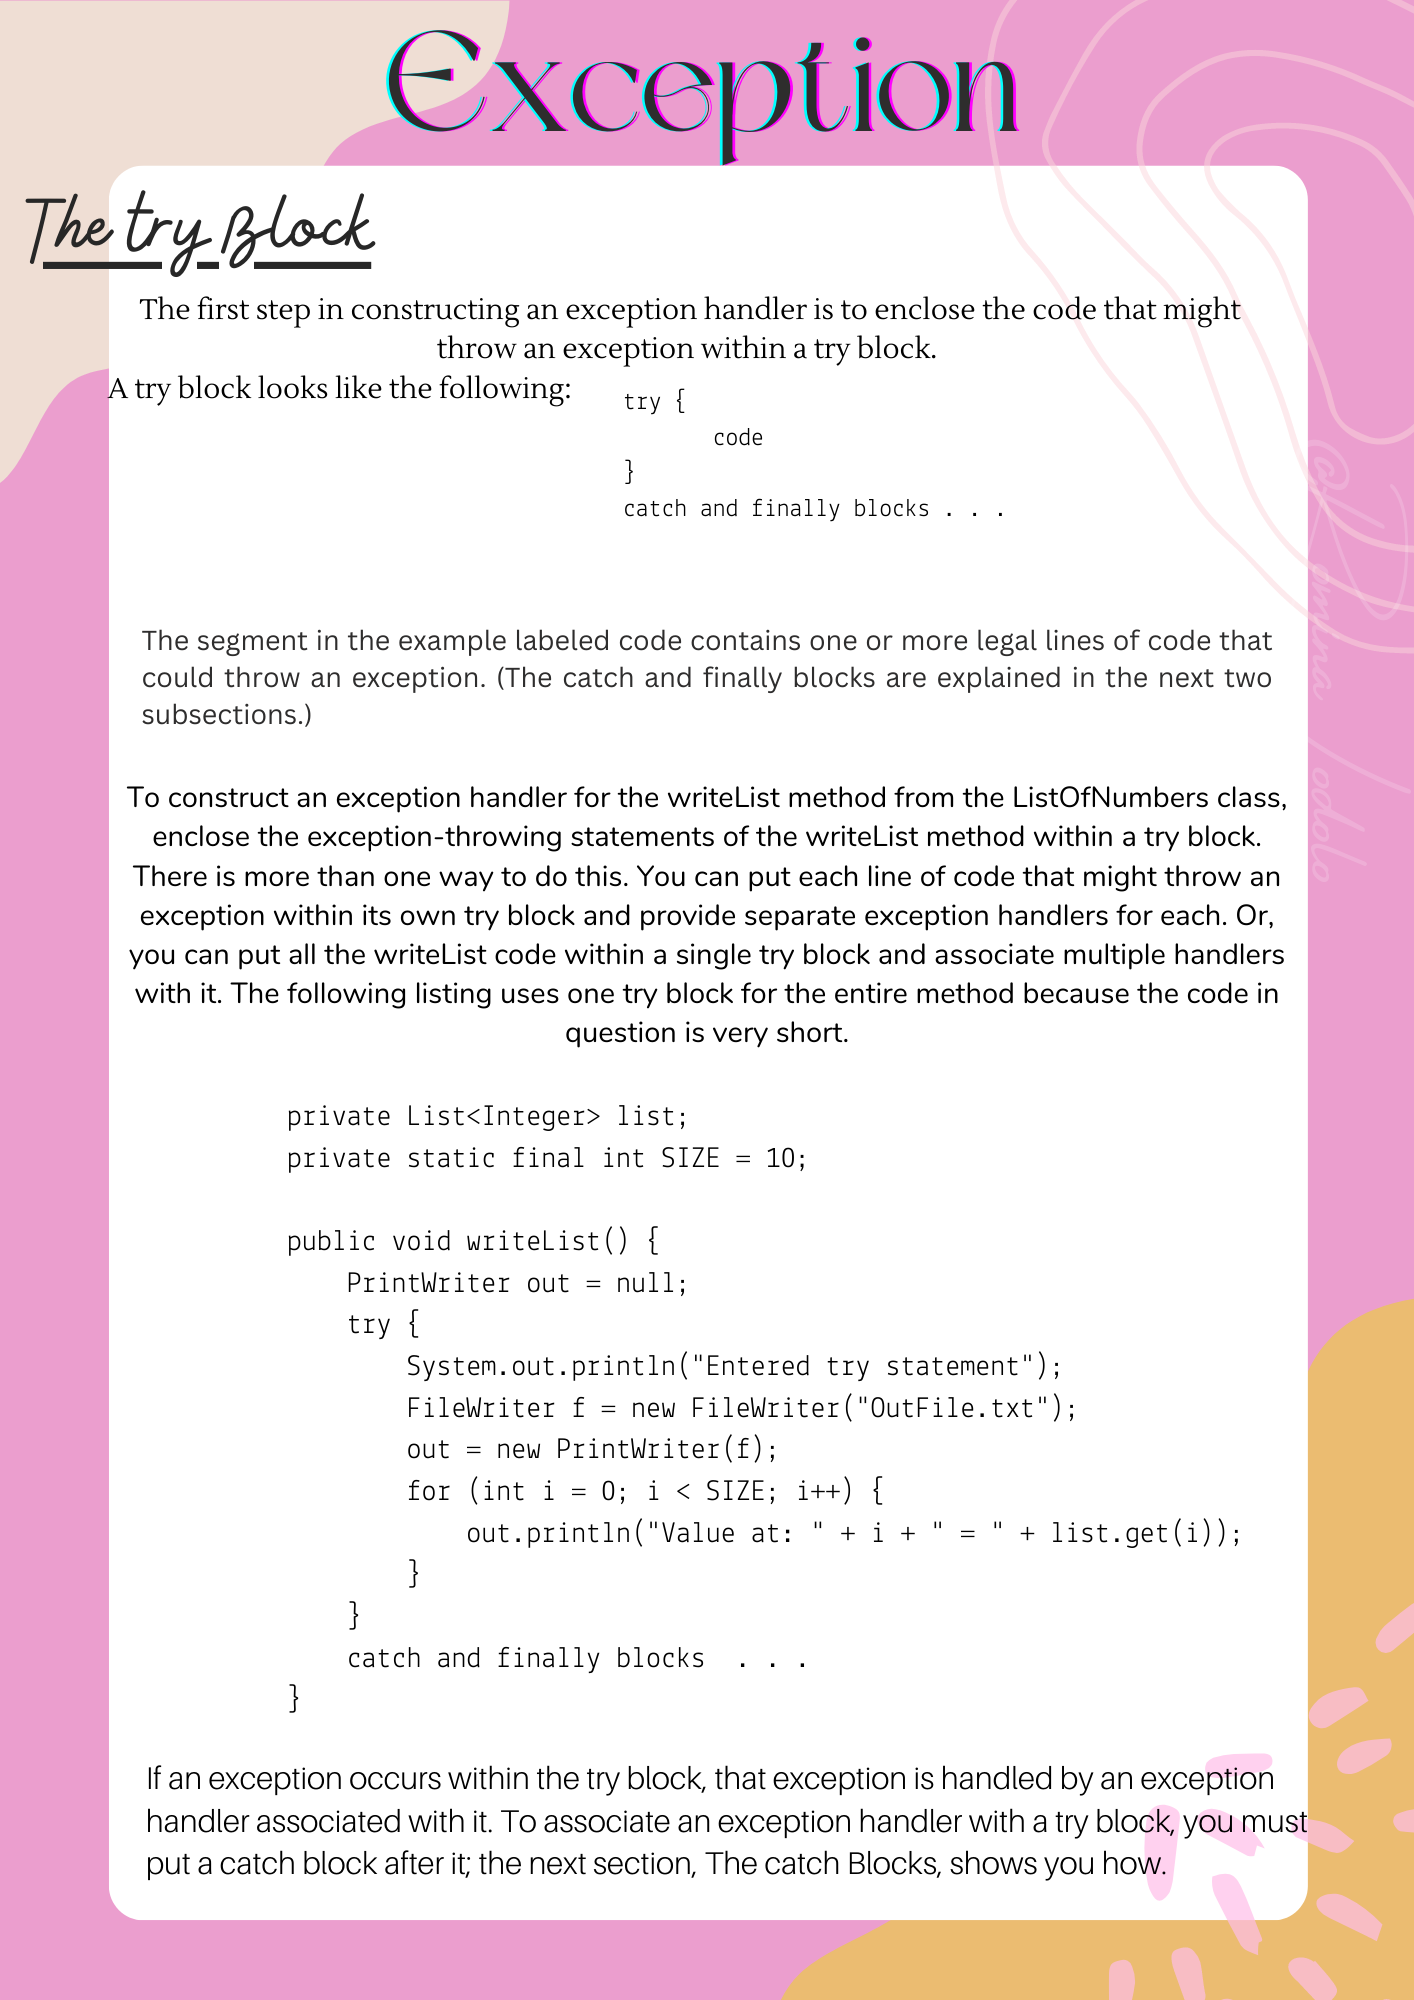 Exception
The try Block
The first step in constructing an exception handler is to enclose the code that might
throw an exception within a try block.
A try block looks like the following:
try {
      code
}
catch and finally blocks . . .
The segment in the example labeled code contains one or more legal lines of code that
could throw an exception. (The catch and finally blocks are explained in the next two
subsections.)
To construct an exception handler for the writeList method from the ListOfNumbers class,
enclose the exception-throwing statements of the writeList method within a try block.
There is more than one way to do this. You can put each line of code that might throw an
exception within its own try block and provide separate exception handlers for each. Or,
you can put all the writeList code within a single try block and associate multiple handlers
with it. The following listing uses one try block for the entire method because the code in
question is very short.
private List<Integer> list;
private static final int SIZE = 10;
public void writeList() {
    PrintWriter out = null;
    try {
        System.out.println("Entered try statement");
        FileWriter f = new FileWriter("OutFile.txt");
        out = new PrintWriter(f);
        for (int i = 0; i < SIZE; i++) {
            out.println("Value at: " + i + " = " + list.get(i));
        }
    }
    catch and finally blocks  . . .
}
If an exception occurs within the try block, that exception is handled by an exception
handler associated with it. To associate an exception handler with a try block, you must
put a catch block after it; the next section, The catch Blocks, shows you how.